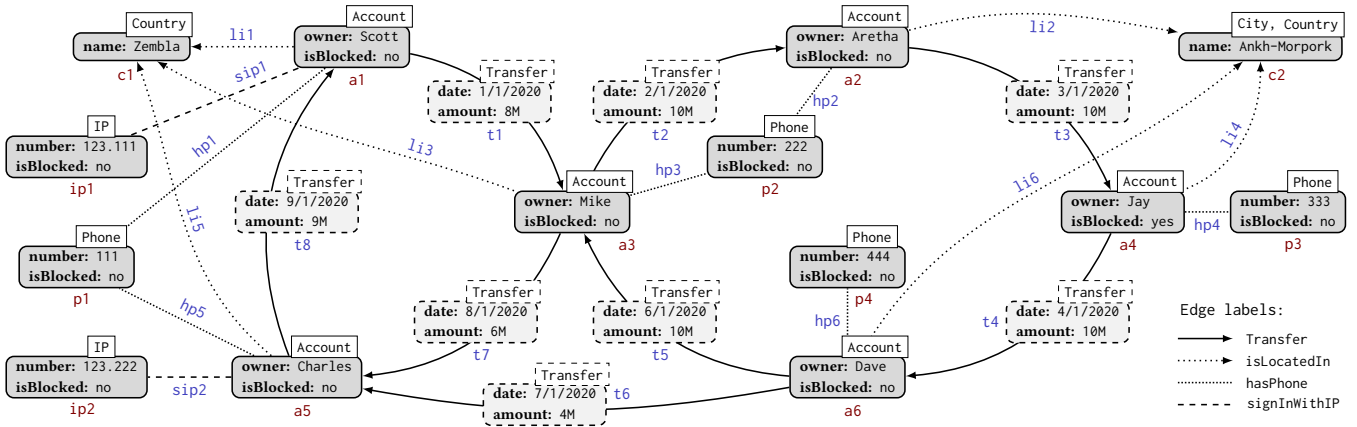 Country
name: Zembla
c1
li1
Account
owner: Scott
isBlocked: no
a1
sip1
Account
owner: Aretha
isBlocked: no
a2
li2
City, Country
name: Ankh-Morpork
c2
Transfer
date: 1/1/2020
amount: 8M
t1
Transfer
date: 2/1/2020
amount: 10M
t2
hp2
Transfer
date: 3/1/2020
amount: 10M
t3
IP
number: 123.111
isBlocked: no
ip1
hp1
li3
hp3
Phone
number: 222
isBlocked: no
p2
li4
li6
Transfer
date: 9/1/2020
amount: 9M
t8
li5
Account
owner: Mike
isBlocked: no
a3
Account
owner: Jay
isBlocked: yes
a4
hp4
Phone
number: 333
isBlocked: no
p3
Phone
number: 111
isBlocked: no
p1
hp5
Phone
number: 444
isBlocked: no
p4
hp6
Transfer
date: 8/1/2020
amount: 6M
t7
Transfer
date: 6/1/2020
amount: 10M
t5
Transfer
date: 4/1/2020
amount: 10M
t4
IP
number: 123.222
isBlocked: no
ip2
sip2
Account
owner: Charles
isBlocked: no
a5
Transfer
date: 7/1/2020
amount: 4M
t6
Account
owner: Dave
isBlocked: no
a6
Edge labels:
Transfer
isLocatedIn
hasPhone
signInWithIP